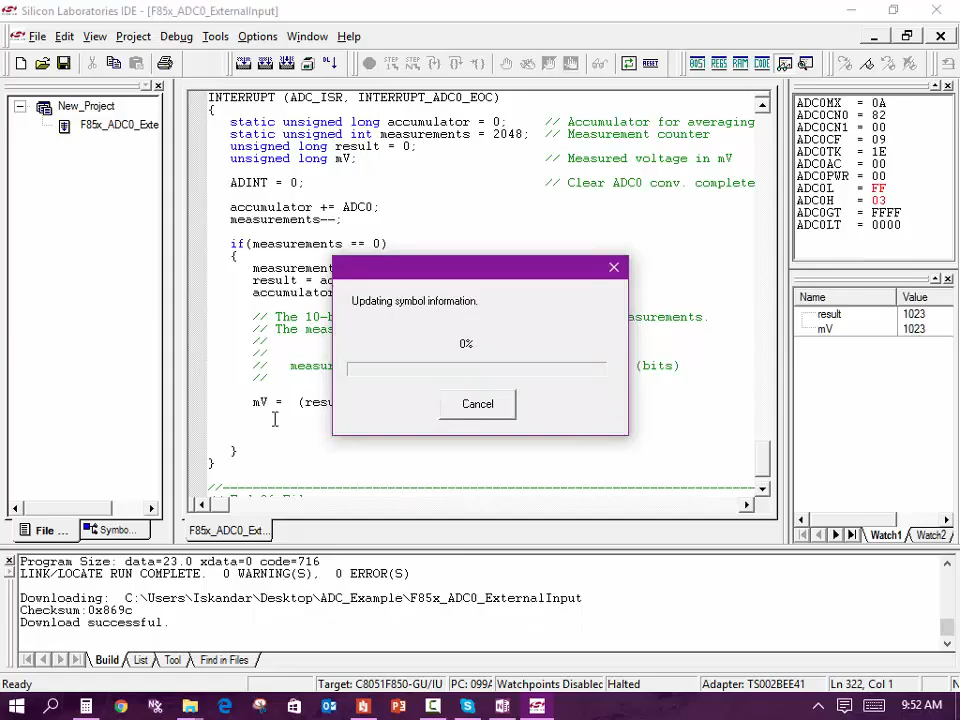 Silicon Laboratories IDE - [F85x_ADC0_ExternalInput]
File Edit View Project Debug Tools Options Window Help
New_Project
F85x_ADC0_Exte
INTERRUPT (ADC_ISR, INTERRUPT_ADC0_EOC)
{
static unsigned long accumulator = 0; // Accumulator for averaging
static unsigned int measurements = 2048; // Measurement counter
unsigned long result = 0;
unsigned long mV; // Measured voltage in mV
ADINT = 0; // Clear ADC0 conv. complete
accumulator += ADC0;
measurements--;
if(measurements == 0)
{
measurement
result = ac
accumulator
// The 10-b
asurements.
// The meas
//
//
// measur
(bits)
//
mV = (resu
}
}
Updating symbol information.
0%
Cancel
ADC0MX = 0A
ADC0CN0 = 82
ADC0CN1 = 00
ADC0CF = 09
ADC0TK = 1E
ADC0AC = 00
ADC0PWR = 00
ADC0L = FF
ADC0H = 03
ADC0GT = FFFF
ADC0LT = 0000
Name Value
result 1023
mV 1023
Watch1 Watch2
File ... Symbo...
F85x_ADC0_Ext...
Program Size: data=23.0 xdata=0 code=716
LINK/LOCATE RUN COMPLETE. 0 WARNING(S), 0 ERROR(S)
Downloading: C:\Users\Iskandar\Desktop\ADC_Example\F85x_ADC0_ExternalInput
Checksum:0x869c
Download successful.
Build List Tool Find in Files
Ready Target: C8051F850-GU/IU PC: 099A Watchpoints Disablec Halted Adapter: TS002BEE41 Ln 322, Col 1
9:52 AM